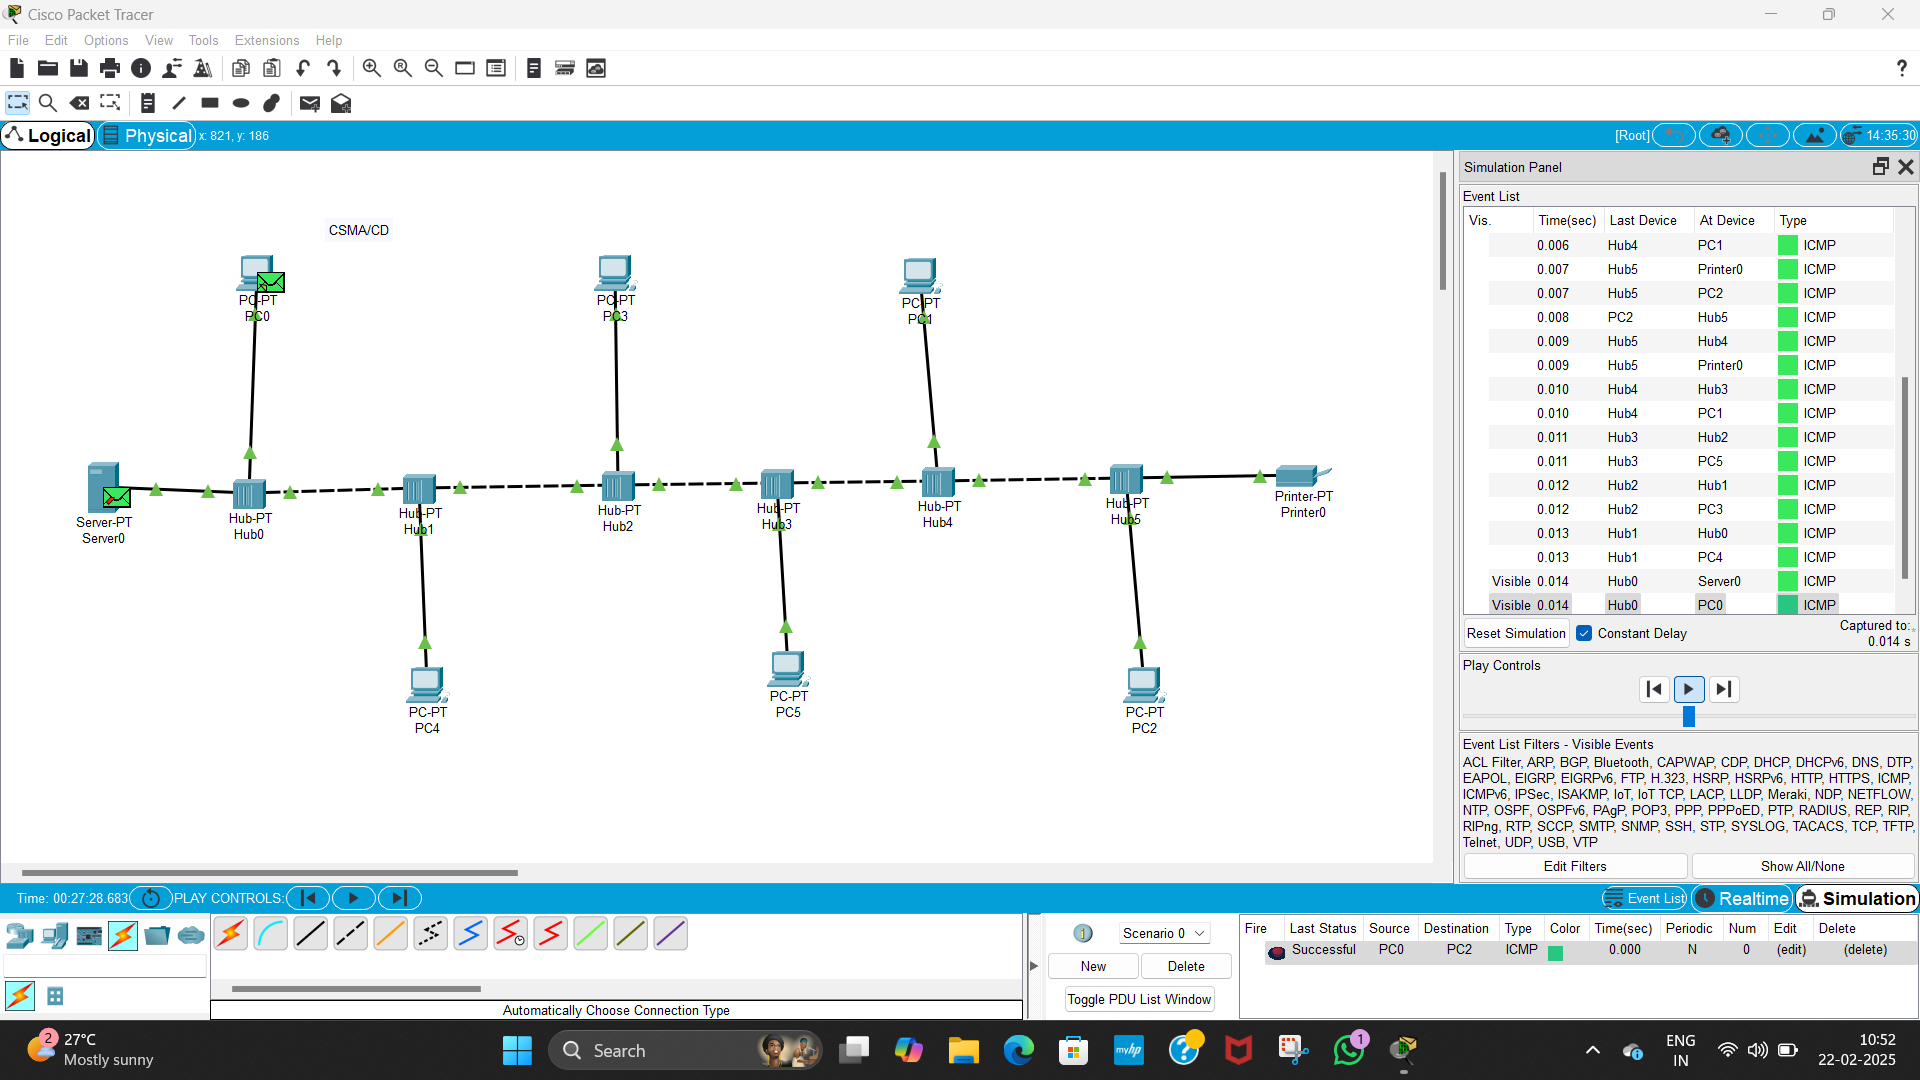 Cisco Packet Tracer
File Edit Options View Tools Extensions Help
?
Logical Physical x: 821, y: 186 [Root] 14:35:30
CSMA/CD
PC-PT
PC0
PC-PT
PC3
PC-PT
PC1
Server-PT
Server0
Hub-PT
Hub0
Hub-PT
Hub1
Hub-PT
Hub2
Hub-PT
Hub3
Hub-PT
Hub4
Hub-PT
Hub5
Printer-PT
Printer0
PC-PT
PC4
PC-PT
PC5
PC-PT
PC2
Simulation Panel
Event List
Vis. Time(sec) Last Device At Device Type
0.006 Hub4 PC1 ICMP
0.007 Hub5 Printer0 ICMP
0.007 Hub5 PC2 ICMP
0.008 PC2 Hub5 ICMP
0.009 Hub5 Hub4 ICMP
0.009 Hub5 Printer0 ICMP
0.010 Hub4 Hub3 ICMP
0.010 Hub4 PC1 ICMP
0.011 Hub3 Hub2 ICMP
0.011 Hub3 PC5 ICMP
0.012 Hub2 Hub1 ICMP
0.012 Hub2 PC3 ICMP
0.013 Hub1 Hub0 ICMP
0.013 Hub1 PC4 ICMP
Visible 0.014 Hub0 Server0 ICMP
Visible 0.014 Hub0 PC0 ICMP
Reset Simulation Constant Delay Captured to:
0.014 s
Play Controls
Event List Filters - Visible Events
ACL Filter, ARP, BGP, Bluetooth, CAPWAP, CDP, DHCP, DHCPv6, DNS, DTP,
EAPOL, EIGRP, EIGRPv6, FTP, H.323, HSRP, HSRPv6, HTTP, HTTPS, ICMP,
ICMPv6, IPSec, ISAKMP, IoT, IoT TCP, LACP, LLDP, Meraki, NDP, NETFLOW,
NTP, OSPF, OSPFv6, PAgP, POP3, PPP, PPPoED, PTP, RADIUS, REP, RIP,
RIPng, RTP, SCCP, SMTP, SNMP, SSH, STP, SYSLOG, TACACS, TCP, TFTP,
Telnet, UDP, USB, VTP
Edit Filters Show All/None
Time: 00:27:28.683 PLAY CONTROLS: Event List Realtime Simulation
Scenario 0
New Delete
Toggle PDU List Window
Fire Last Status Source Destination Type Color Time(sec) Periodic Num Edit Delete
Successful PC0 PC2 ICMP 0.000 N 0 (edit) (delete)
Automatically Choose Connection Type
2 27°C
Mostly sunny
Search
myhp
1
ENG
IN
10:52
22-02-2025